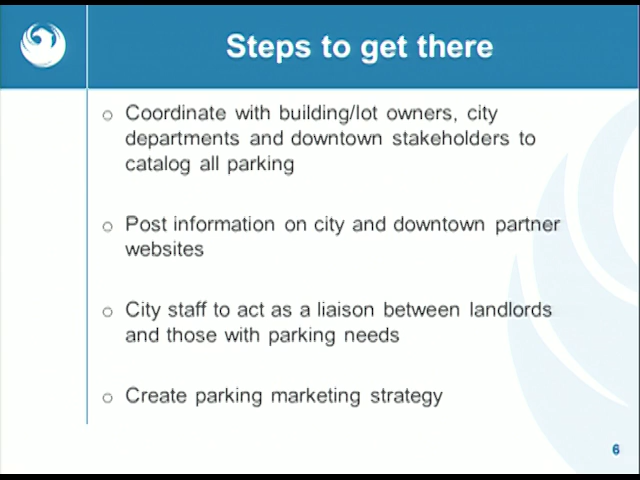 Steps to get there
Coordinate with building/lot owners, city
departments and downtown stakeholders to
catalog all parking
Post information on city and downtown partner
websites
City staff to act as a liaison between landlords
and those with parking needs
Create parking marketing strategy
6